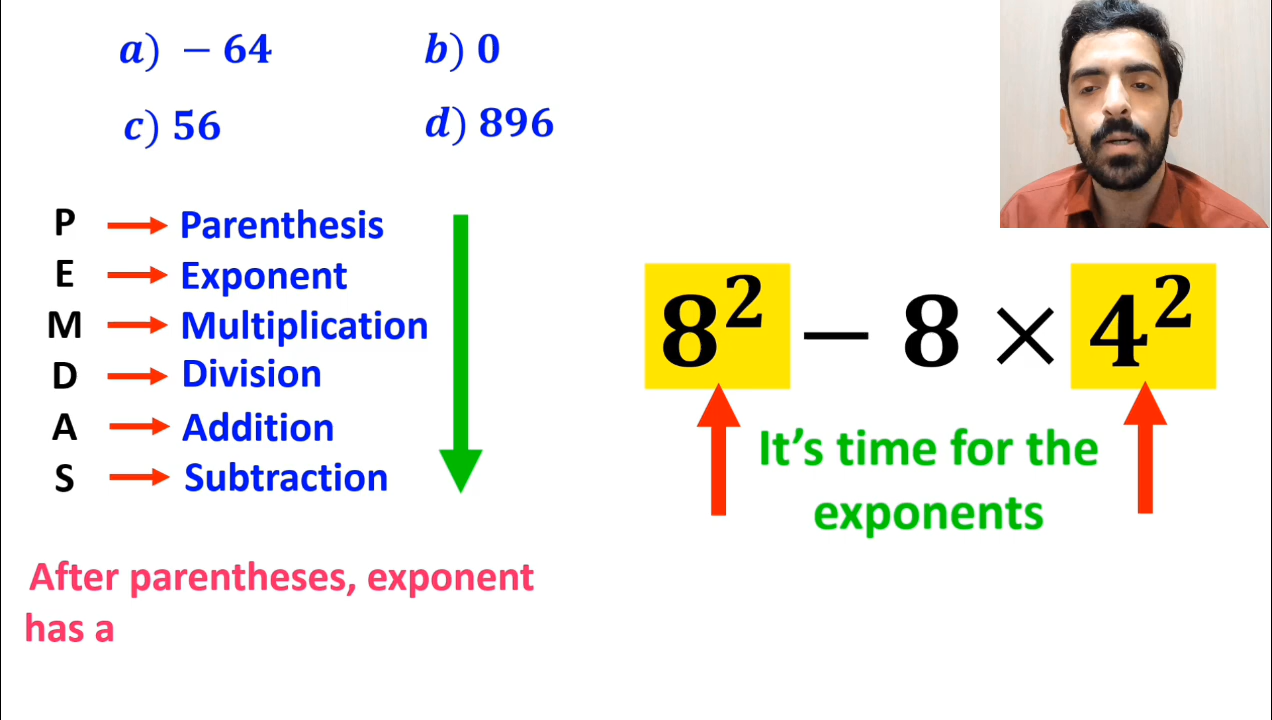 a) − 64 b) 0
c) 56 d) 896
P → Parenthesis
E → Exponent
M → Multiplication
D → Division
A → Addition
S → Subtraction
8² − 8 × 4²
It’s time for the
exponents
After parentheses, exponent
has a